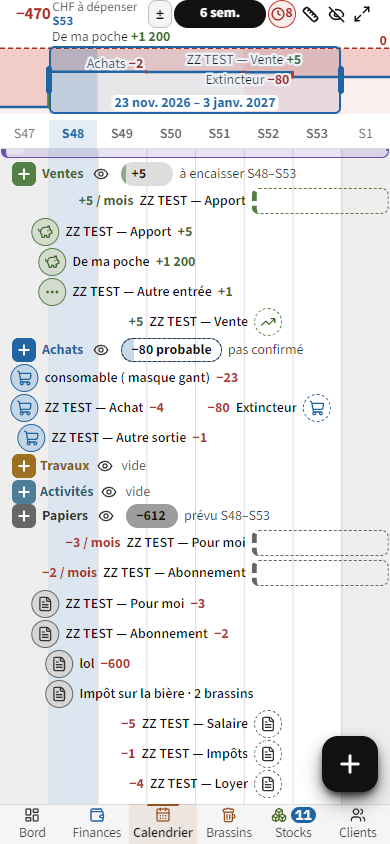 −470 CHF à dépenser S53
± 6 sem. 8
De ma poche +1 200
0
Achats −2 ZZ TEST — Vente +5
Extincteur −80
23 nov. 2026 – 3 janv. 2027
S47 S48 S49 S50 S51 S52 S53 S1
Ventes +5 à encaisser S48–S53
+5 / mois ZZ TEST — Apport
ZZ TEST — Apport +5
De ma poche +1 200
ZZ TEST — Autre entrée +1
+5 ZZ TEST — Vente
Achats −80 probable pas confirmé
consomable ( masque gant) −23
ZZ TEST — Achat −4 −80 Extincteur
ZZ TEST — Autre sortie −1
Travaux vide
Activités vide
Papiers −612 prévu S48–S53
−3 / mois ZZ TEST — Pour moi
−2 / mois ZZ TEST — Abonnement
ZZ TEST — Pour moi −3
ZZ TEST — Abonnement −2
lol −600
Impôt sur la bière · 2 brassins
−5 ZZ TEST — Salaire
−1 ZZ TEST — Impôts
−4 ZZ TEST — Loyer
Bord Finances Calendrier Brassins Stocks 11 Clients